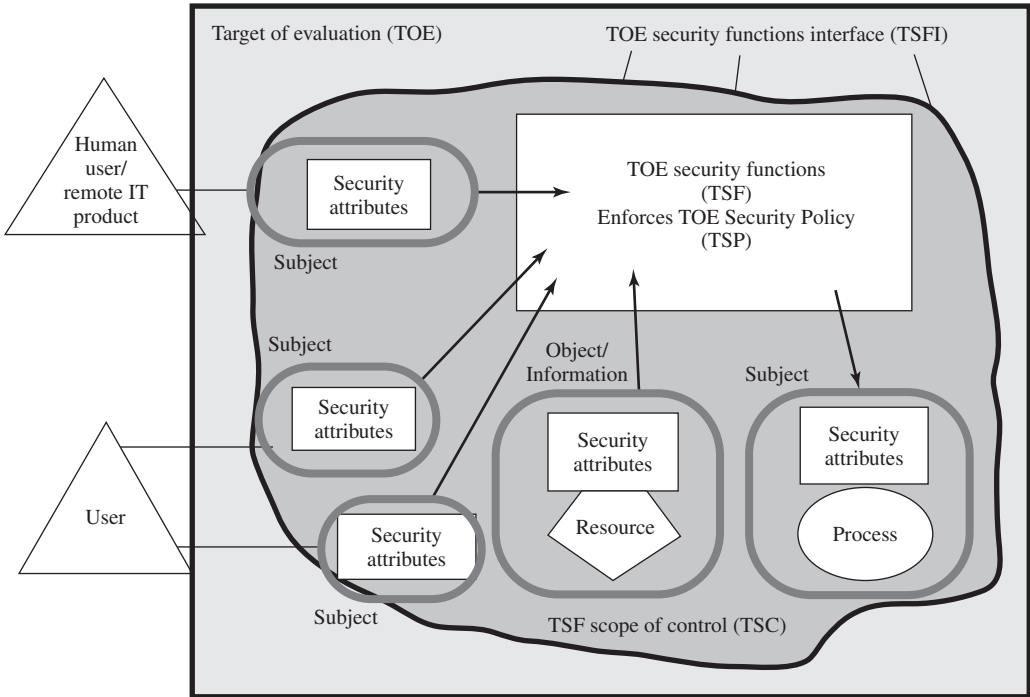 Target of evaluation (TOE)
TOE security functions interface (TSFI)
Human
user/
remote IT
product
Security
attributes
Subject
TOE security functions
(TSF)
Enforces TOE Security Policy
(TSP)
Subject
Security
attributes
Object/
Information
Security
attributes
Resource
Subject
Security
attributes
Process
User
Security
attributes
Subject
TSF scope of control (TSC)